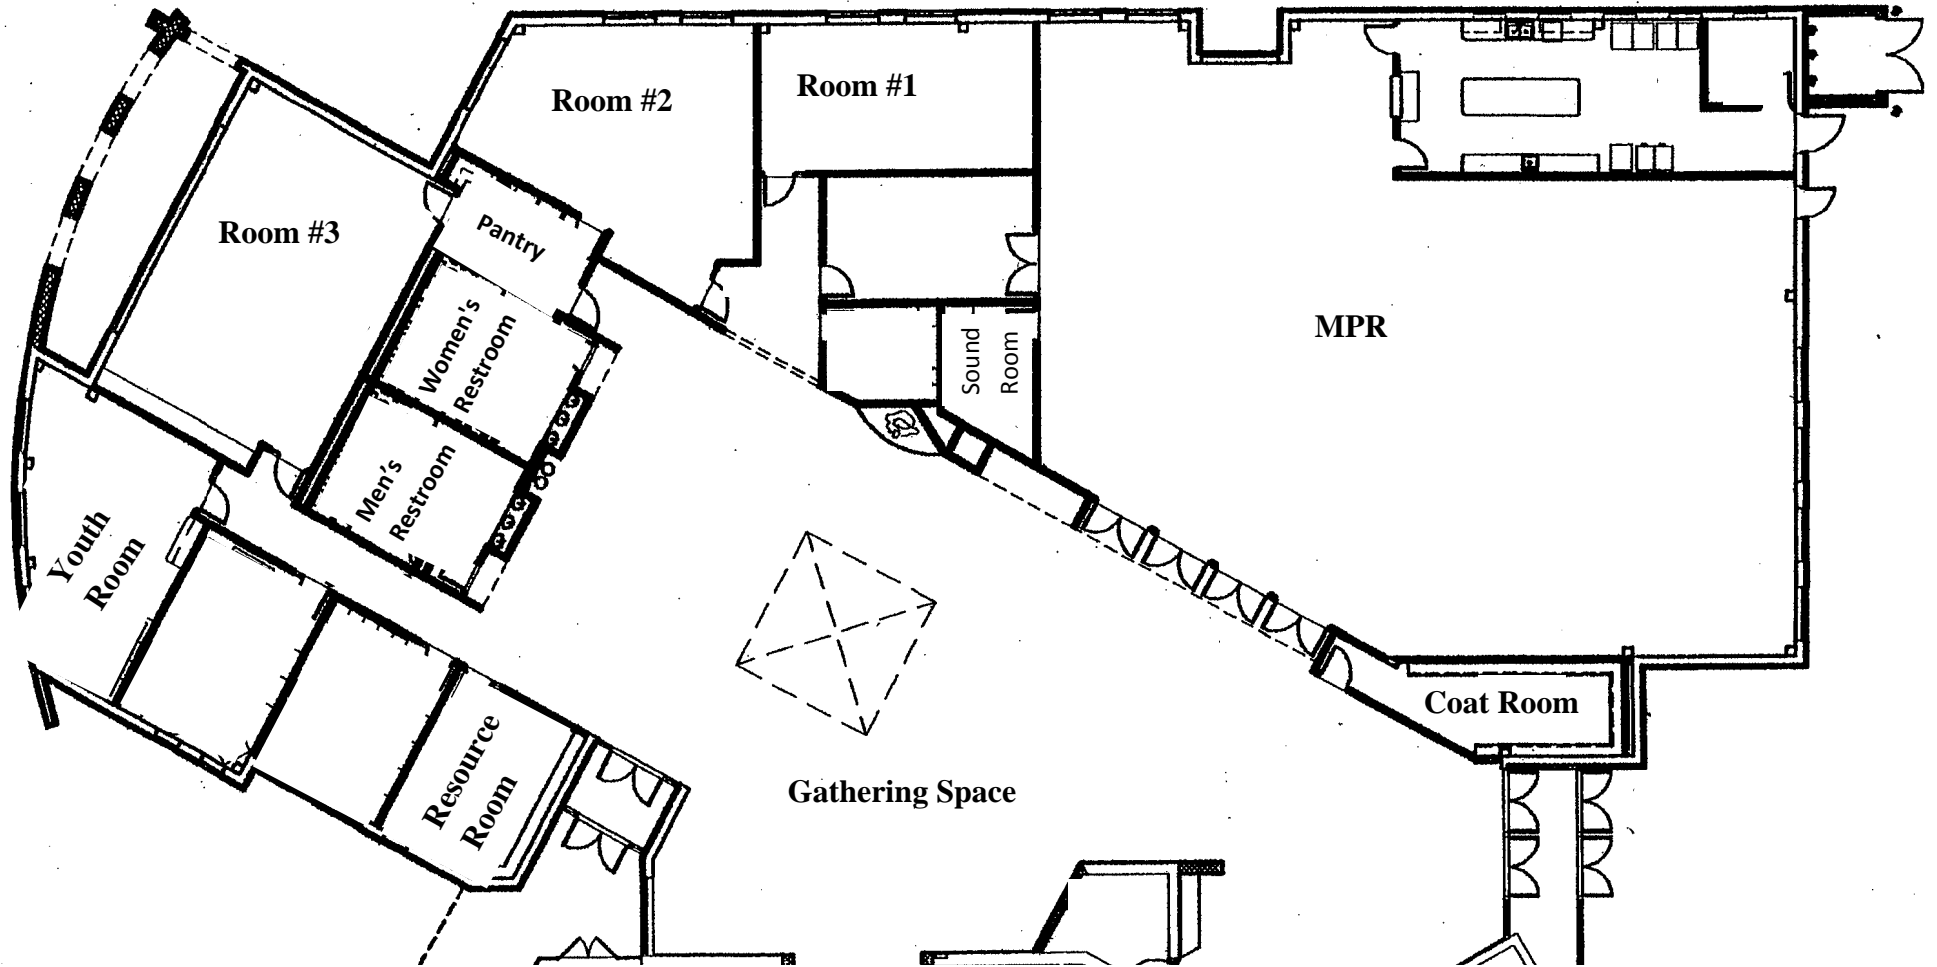 Room #2
Room #1
Room #3
Pantry
Women's
Restroom
MPR
Sound
Room
Men's
Restroom
Youth
Room
Coat Room
Resource
Room
Gathering Space